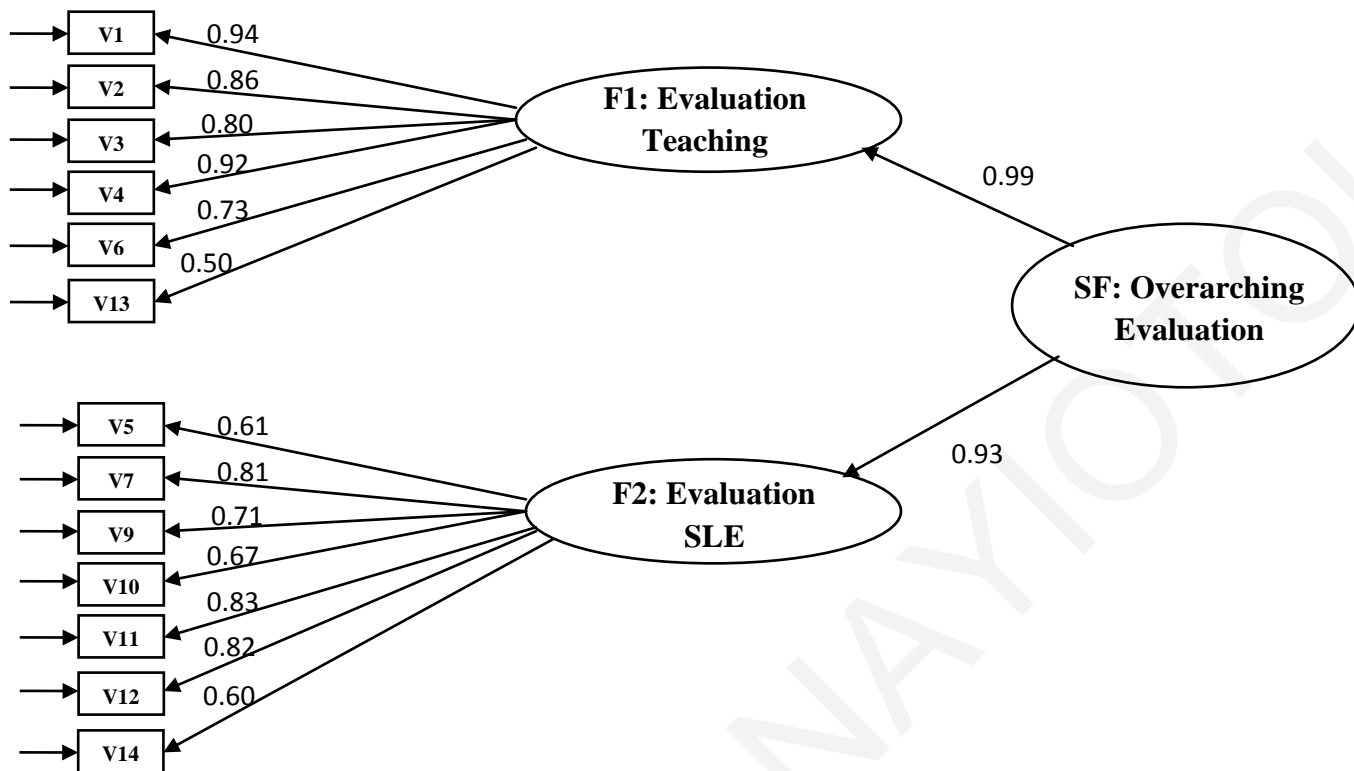 V1
0.94
V2
0.86
V3
0.80
V4
0.92
V6
0.73
V13
0.50
F1: Evaluation
Teaching
0.99
SF: Overarching
Evaluation
0.93
V5
0.61
V7
0.81
V9
0.71
V10
0.67
V11
0.83
V12
0.82
V14
0.60
F2: Evaluation
SLE